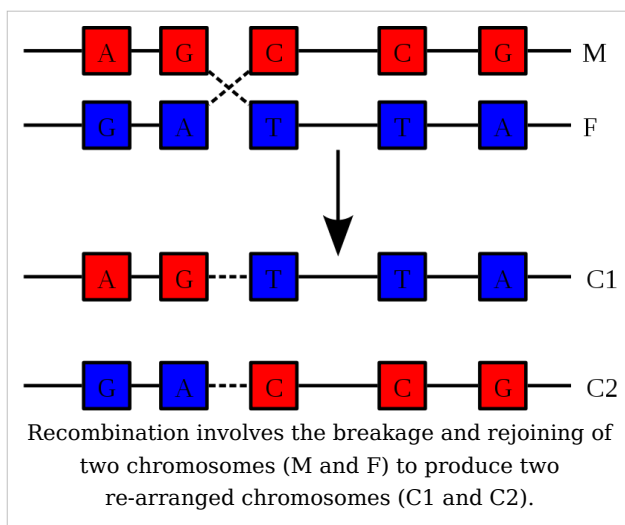 A G C C G M
G A T T A F
A G T T A C1
G A C C G C2
Recombination involves the breakage and rejoining of
two chromosomes (M and F) to produce two
re-arranged chromosomes (C1 and C2).